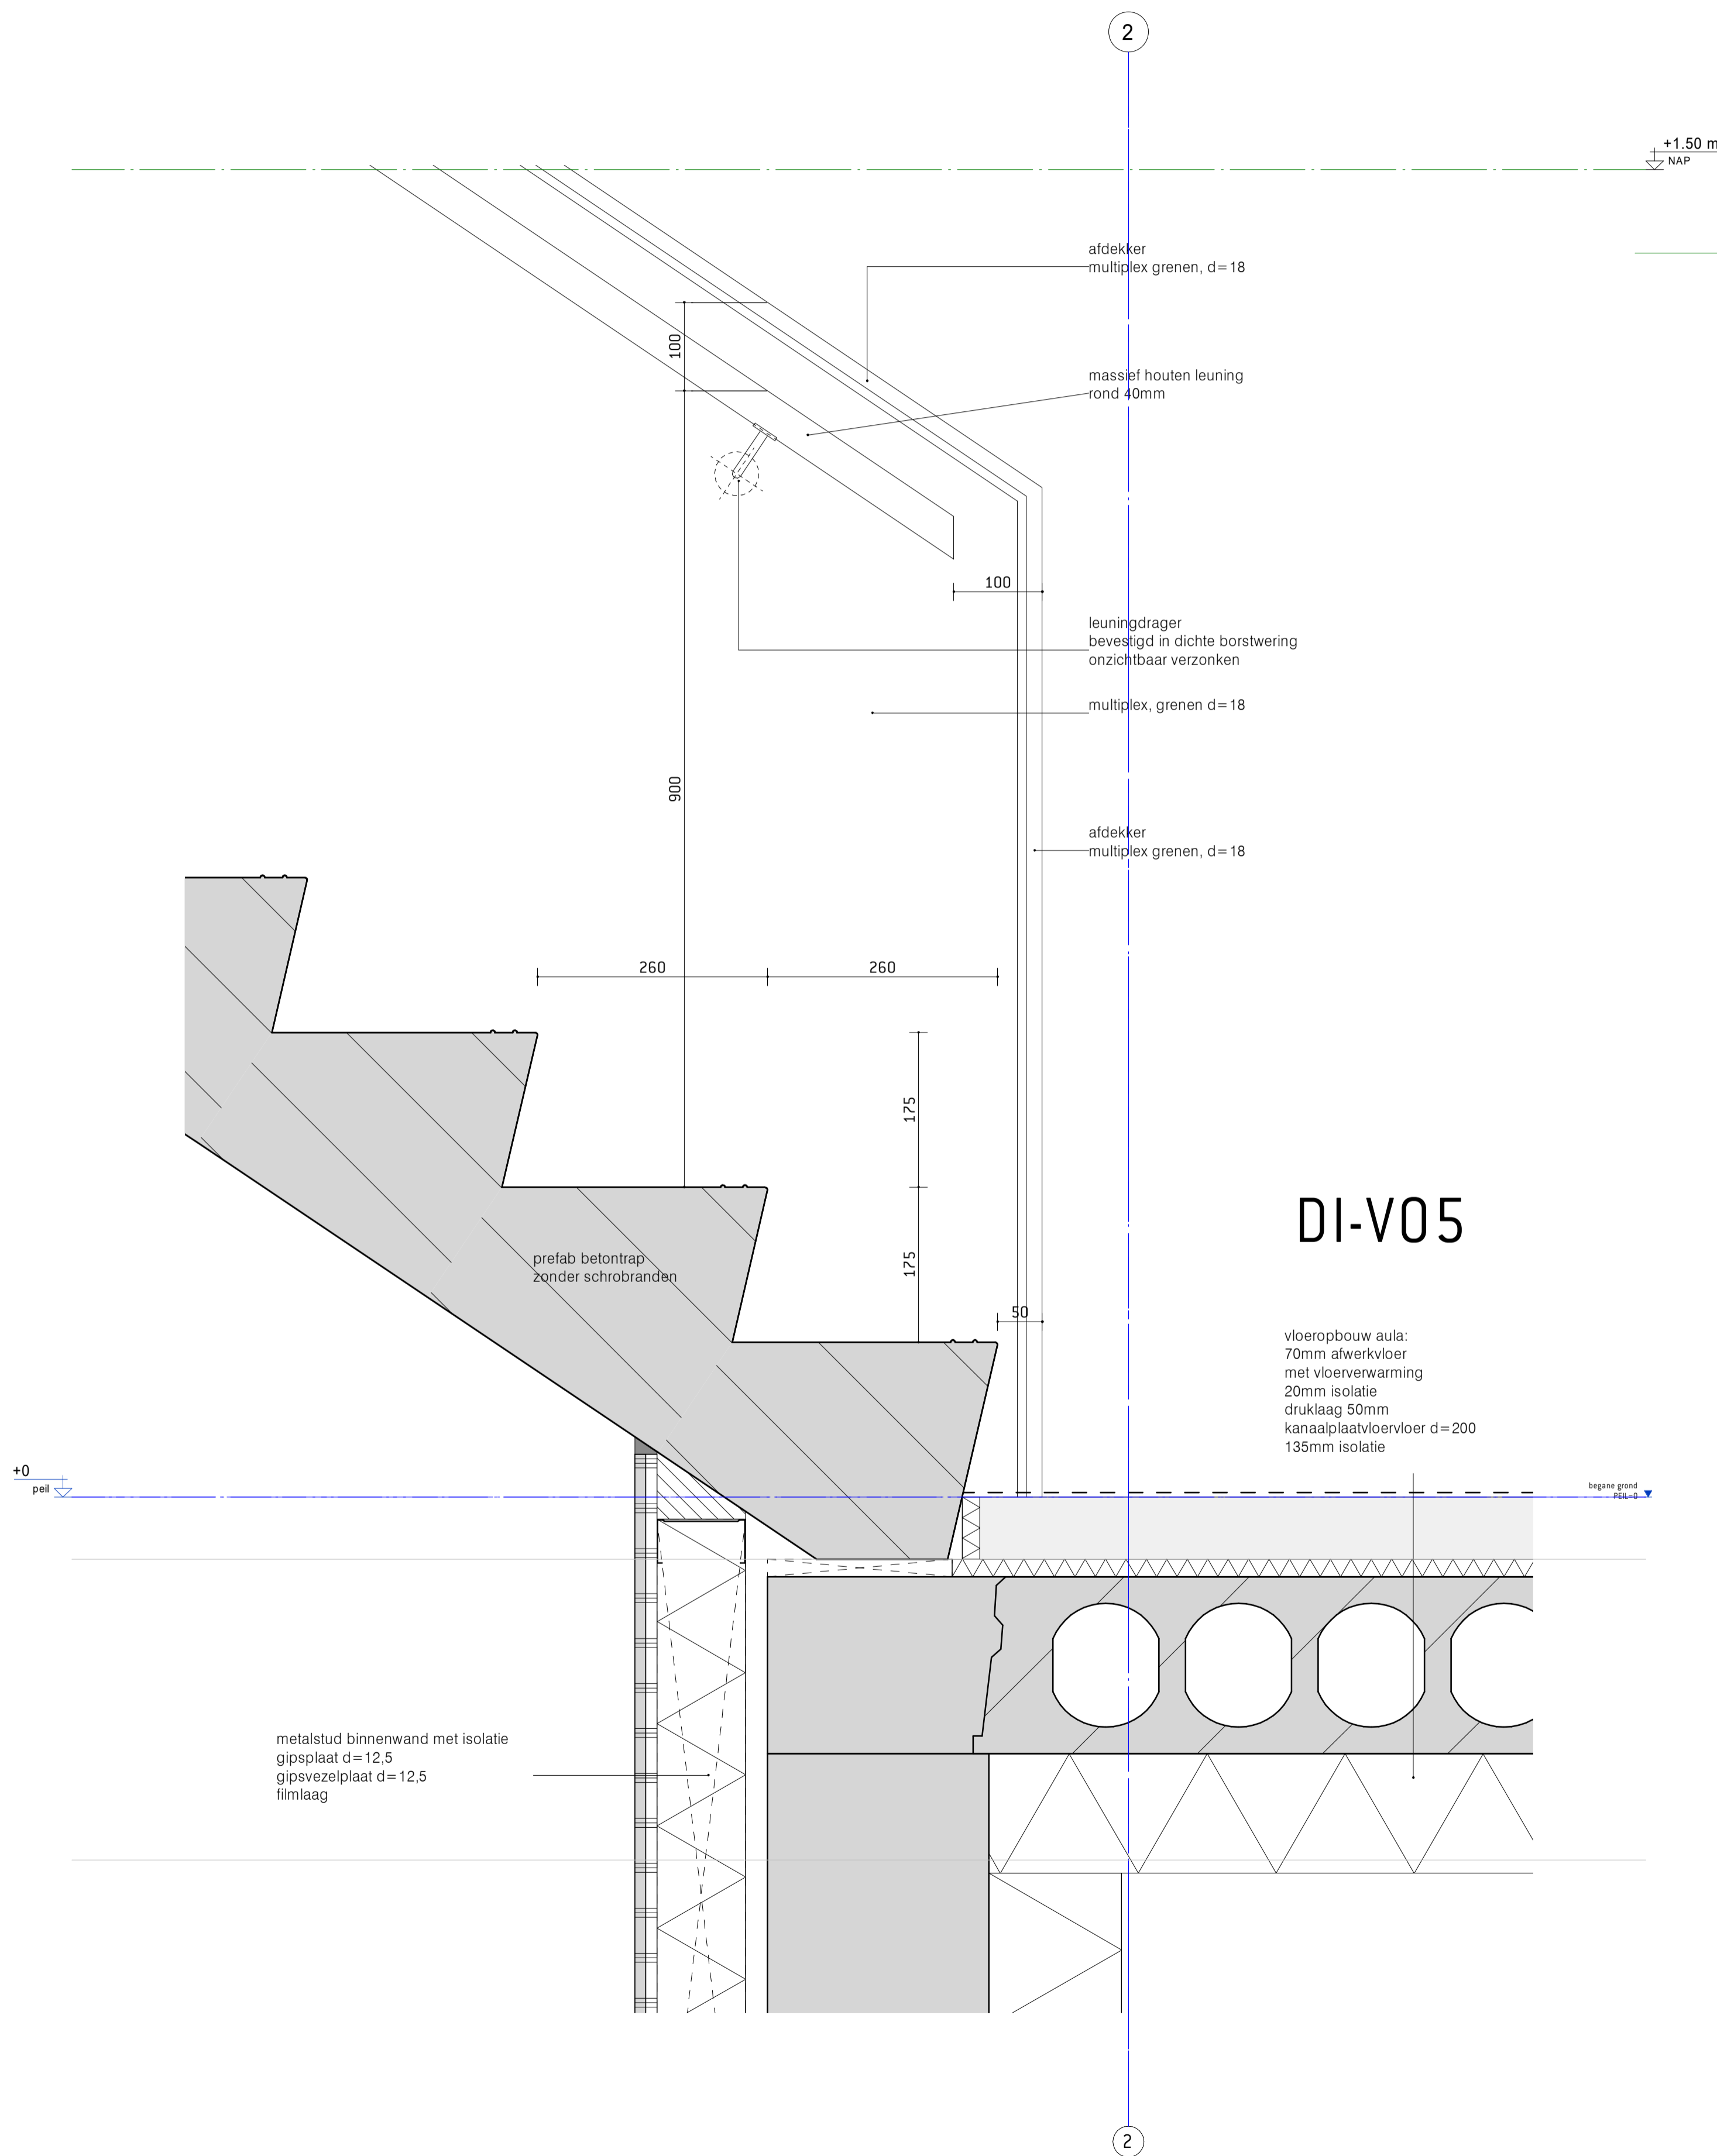 2
+1.50 m
NAP
afdekker
multiplex grenen, d=18
100
massief houten leuning
rond 40mm
100
leuningdrager
bevestigd in dichte borstwering
onzichtbaar verzonken
multiplex, grenen d=18
900
afdekker
multiplex grenen, d=18
260
260
175
DI-V05
prefab betontrap
zonder schrobranden
175
50
vloeropbouw aula:
70mm afwerkvloer
met vloerverwarming
20mm isolatie
druklaag 50mm
kanaalplaatvloervloer d=200
135mm isolatie
+0
peil
begane grond
PEIL=0
metalstud binnenwand met isolatie
gipsplaat d=12,5
gipsvezelplaat d=12,5
filmlaag
2